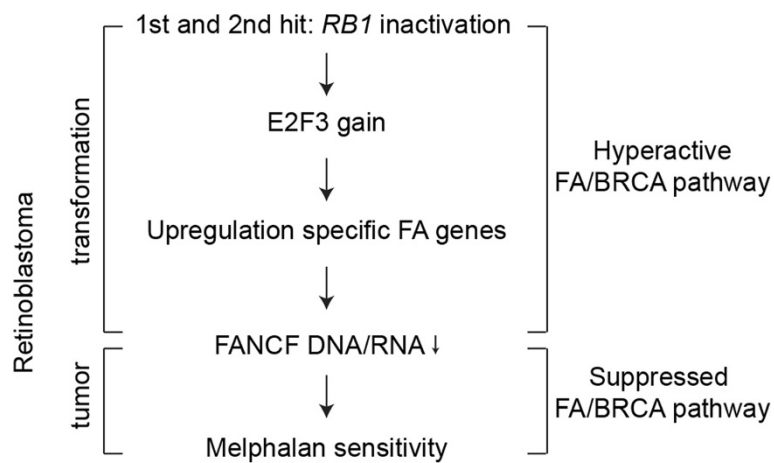 1st and 2nd hit: RB1 inactivation
E2F3 gain
Upregulation specific FA genes
FANCF DNA/RNA ↓
Melphalan sensitivity
Retinoblastoma
transformation
tumor
Hyperactive
FA/BRCA pathway
Suppressed
FA/BRCA pathway